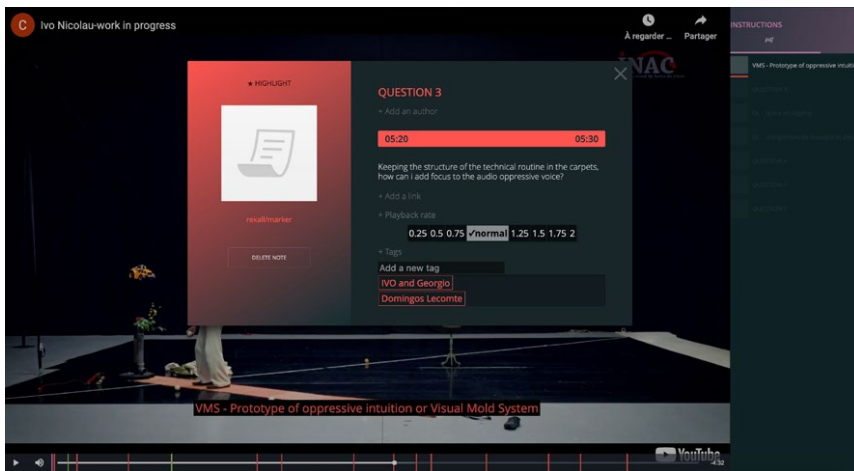 C Ivo Nicolau-work in progress
À regarder ... Partager
INSTRUCTIONS
INAC
VMS - Prototype of oppressive intuiti
★ HIGHLIGHT
rekall/marker
DELETE NOTE
QUESTION 3
+ Add an author
05:20 05:30
Keeping the structure of the technical routine in the carpets,
how can i add focus to the audio oppressive voice?
+ Add a link
+ Playback rate
0.25 0.5 0.75 ✓normal 1.25 1.5 1.75 2
+ Tags
Add a new tag
IVO and Georgio
Domingos Lecomte
VMS - Prototype of oppressive intuition or Visual Mold System
YouTube